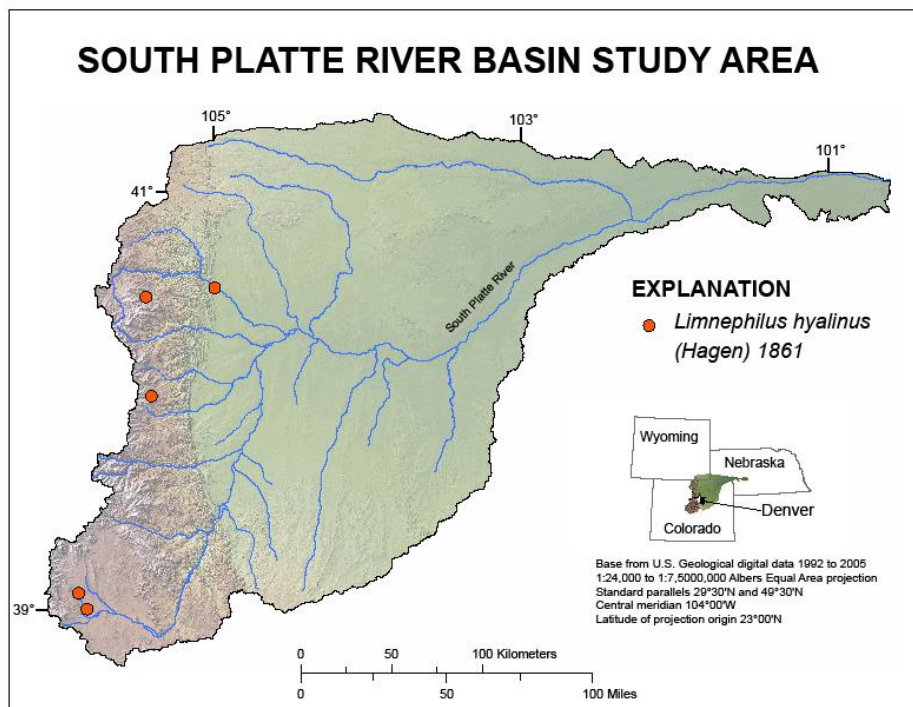 SOUTH PLATTE RIVER BASIN STUDY AREA
105°
103°
101°
41°
South Platte River
EXPLANATION
Limnephilus hyalinus
(Hagen) 1861
Wyoming
Nebraska
Denver
Colorado
Base from U.S. Geological digital data 1992 to 2005
1:24,000 to 1:7,5000,000 Albers Equal Area projection
Standard parallels 29°30'N and 49°30'N
Central meridian 104°00'W
Latitude of projection origin 23°00'N
39°
0 50 100 Kilometers
0 50 100 Miles